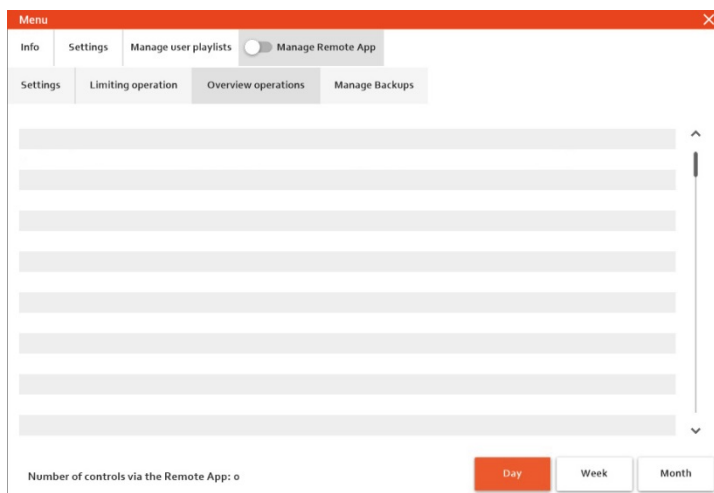 Menu
Info Settings Manage user playlists Manage Remote App
Settings Limiting operation Overview operations Manage Backups
Number of controls via the Remote App: 0 Day Week Month